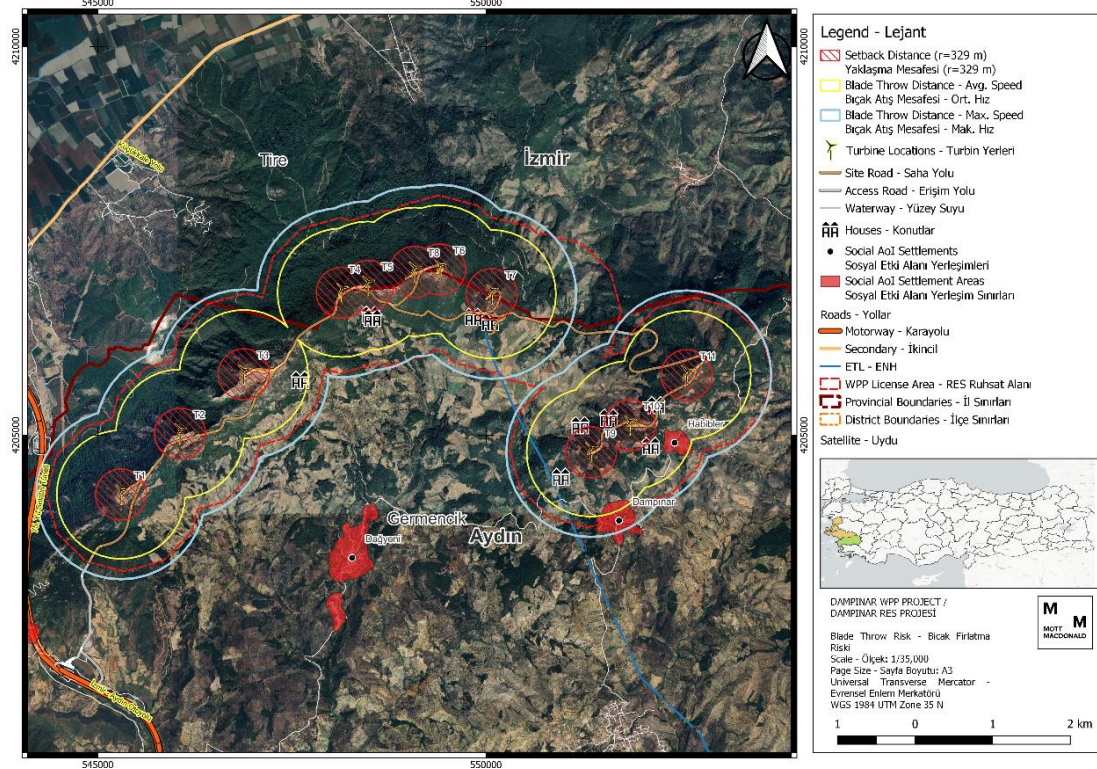 545000
550000
4210000
4210000
Tire
İzmir
T4
T5
T8
T6
T7
T3
T11
T2
T10
T9
Habibler
T1
4205000
4205000
Dampınar
Germencik
Dağyeni
Aydın
İzmir Aydın Otoyolu
545000
550000
Legend - Lejant
Setback Distance (r=329 m)
Yaklaşma Mesafesi (r=329 m)
Blade Throw Distance - Avg. Speed
Bıçak Atış Mesafesi - Ort. Hız
Blade Throw Distance - Max. Speed
Bıçak Atış Mesafesi - Mak. Hız
Turbine Locations - Turbin Yerleri
Site Road - Saha Yolu
Access Road - Erişim Yolu
Waterway - Yüzey Suyu
Houses - Konutlar
Social AoI Settlements
Sosyal Etki Alanı Yerleşimleri
Social AoI Settlement Areas
Sosyal Etki Alanı Yerleşim Sınırları
Roads - Yollar
Motorway - Karayolu
Secondary - İkincil
ETL - ENH
WPP License Area - RES Ruhsat Alanı
Provincial Boundaries - İl Sınırları
District Boundaries - İlçe Sınırları
Satellite - Uydu
DAMPINAR WPP PROJECT /
DAMPINAR RES PROJESİ
M M
MOTT
MACDONALD
Blade Throw Risk - Bicak Firlatma
Riski
Scale - Ölçek: 1/35,000
Page Size - Sayfa Boyutu: A3
Universal Transverse Mercator -
Evrensel Enlem Merkatörü
WGS 1984 UTM Zone 35 N
1 0 1 2 km